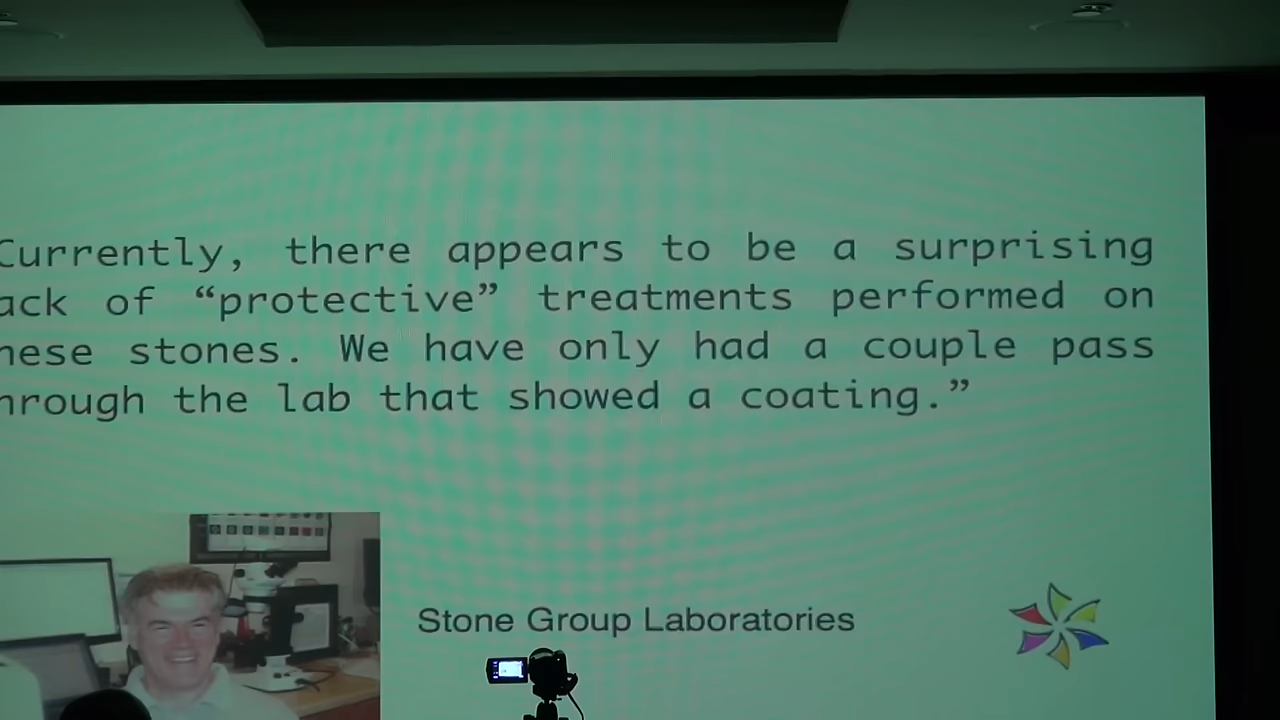 Currently, there appears to be a surprising
ack of “protective” treatments performed on
hese stones. We have only had a couple pass
hrough the lab that showed a coating.”
Stone Group Laboratories